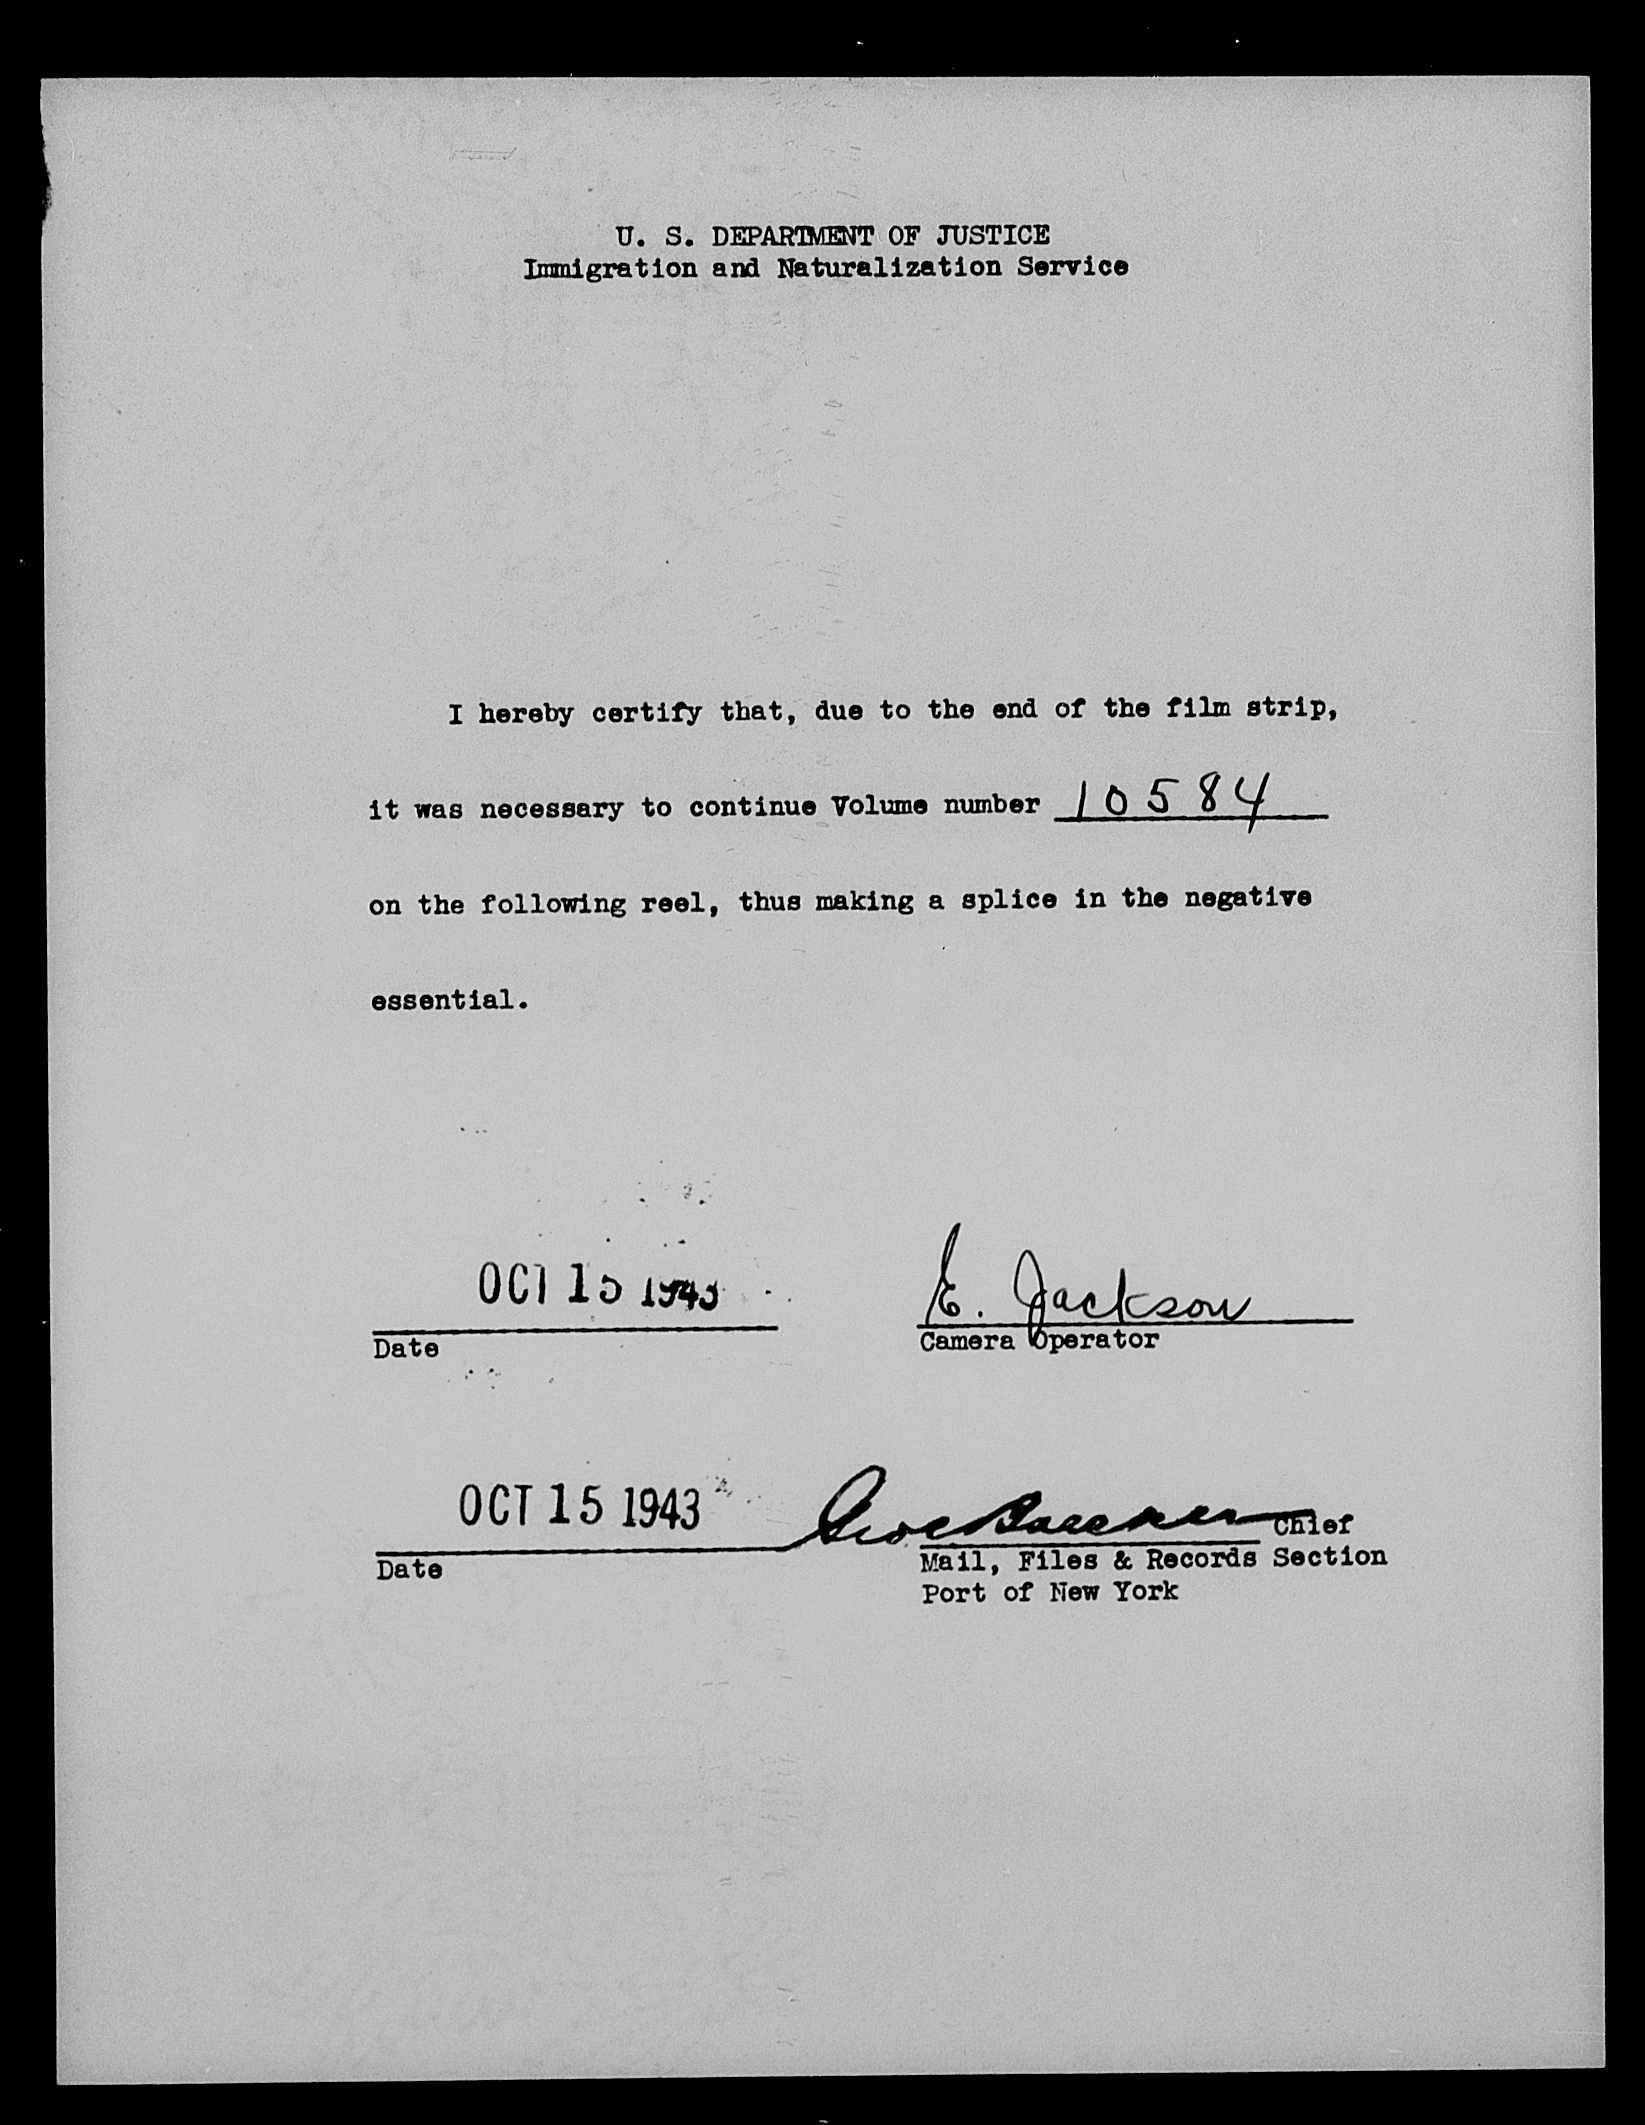 U. S. DEPARTMENT OF JUSTICE
Immigration and Naturalization Service
I hereby certify that, due to the end of the film strip,
it was necessary to continue Volume number 10584
on the following reel, thus making a splice in the negative
essential.
OCT 15 1943
E. Jackson
Date
Camera Operator
OCT 15 1943
Chief
Date
Mail, Files & Records Section
Port of New York